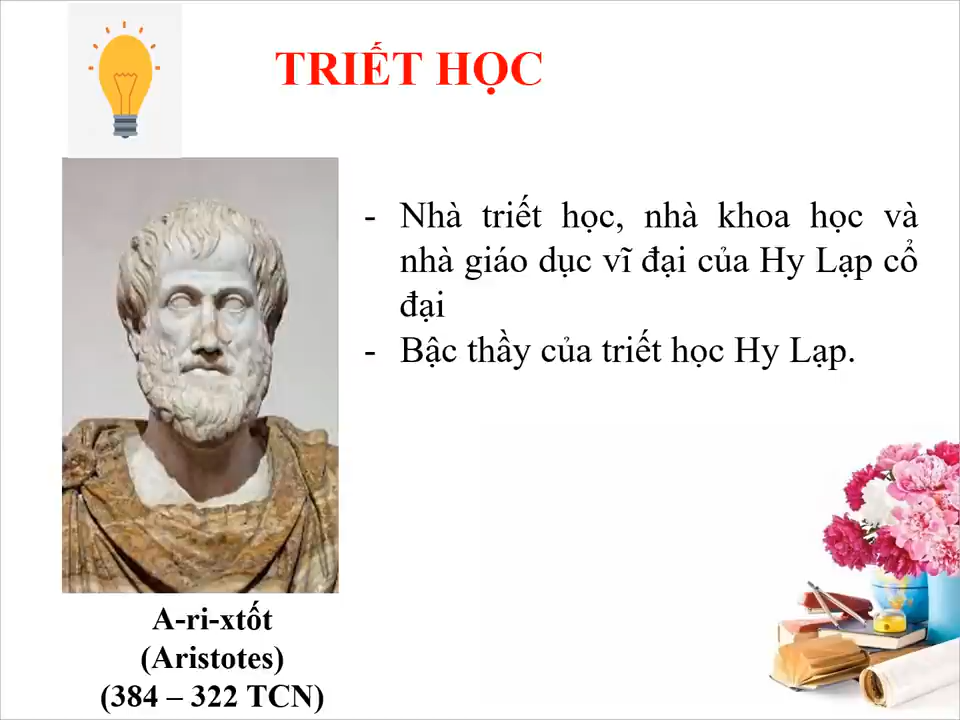 TRIẾT HỌC
- Nhà triết học, nhà khoa học và
nhà giáo dục vĩ đại của Hy Lạp cổ
đại
- Bậc thầy của triết học Hy Lạp.
A-ri-xtốt
(Aristotes)
(384 – 322 TCN)